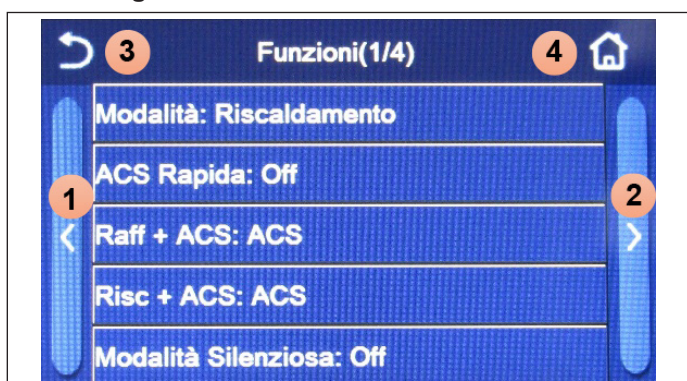 3 Funzioni(1/4) 4
Modalità: Riscaldamento
ACS Rapida: Off
1 2
Raff + ACS: ACS
Risc + ACS: ACS
Modalità Silenziosa: Off